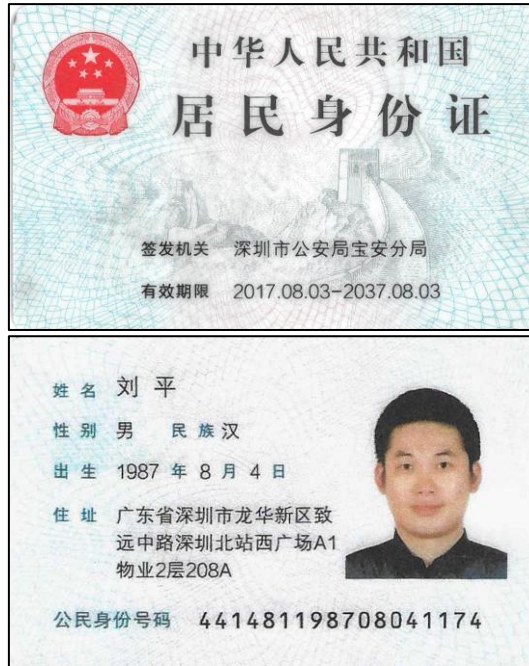 中华人民共和国
居民身份证
签发机关 深圳市公安局宝安分局
有效期限 2017.08.03-2037.08.03
姓名 刘平
性别 男 民族 汉
出生 1987 年 8 月 4 日
住址 广东省深圳市龙华新区致
远中路深圳北站西广场A1
物业2层208A
公民身份号码 441481198708041174